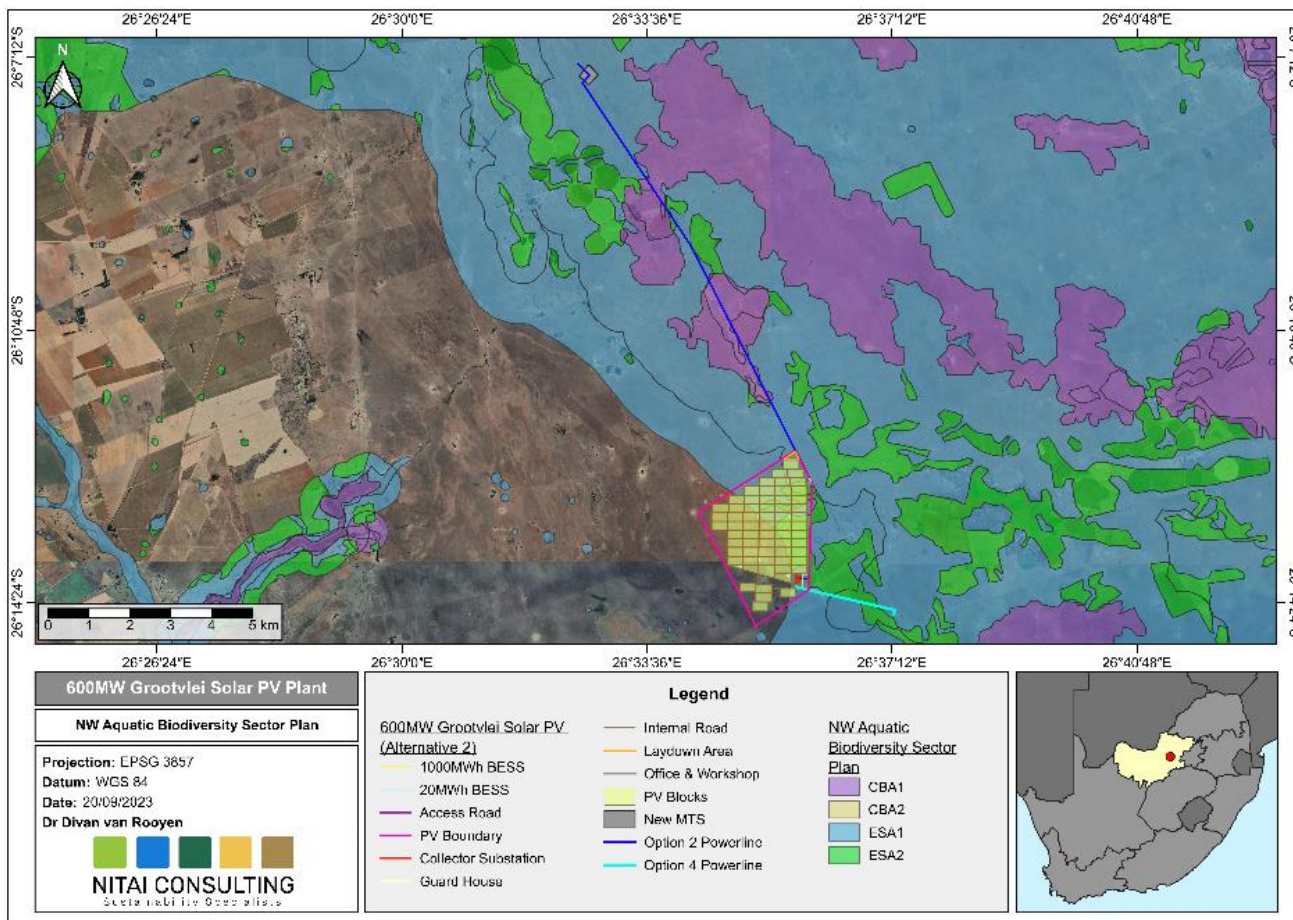 26°26'24"E 26°30'0"E 26°33'36"E 26°37'12"E 26°40'48"E
26°7'12"S
N
26°10'48"S
26°14'24"S
0 1 2 3 4 5 km
26°26'24"E 26°30'0"E 26°33'36"E 26°37'12"E 26°40'48"E
600MW Grootvlei Solar PV Plant
NW Aquatic Biodiversity Sector Plan
Projection: EPSG 3857
Datum: WGS 84
Date: 20/09/2023
Dr Divan van Rooyen
NITAI CONSULTING
Sustainability Specialists
Legend
600MW Grootvlei Solar PV
(Alternative 2)
1000MWh BESS
20MWh BESS
Access Road
PV Boundary
Collector Substation
Guard House
Internal Road
Laydown Area
Office & Workshop
PV Blocks
New MTS
Option 2 Powerline
Option 4 Powerline
NW Aquatic
Biodiversity Sector
Plan
CBA1
CBA2
ESA1
ESA2